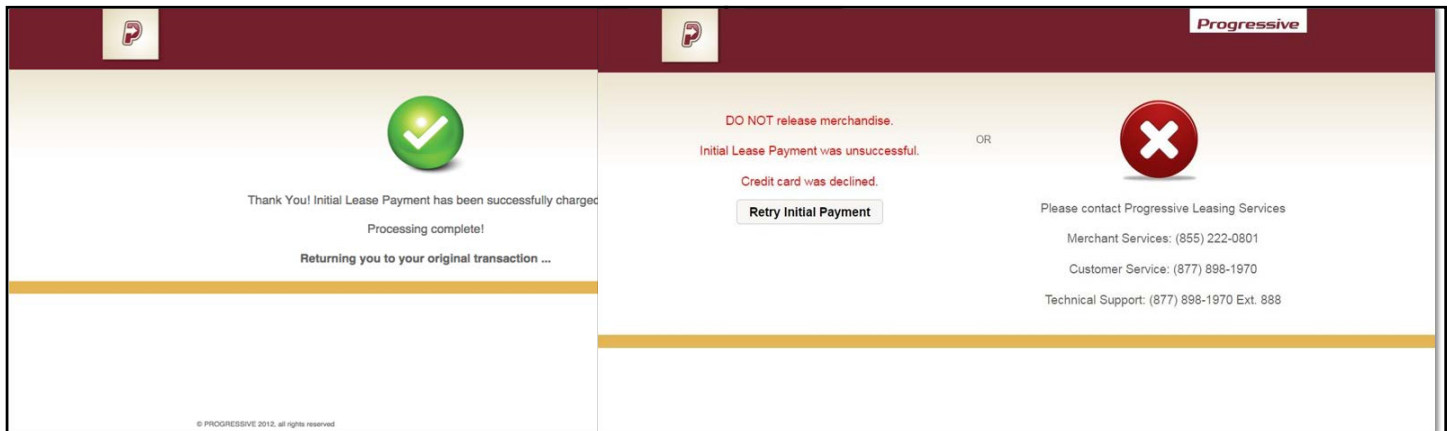 Thank You! Initial Lease Payment has been successfully charged
Processing complete!
Returning you to your original transaction ...
© PROGRESSIVE 2012, all rights reserved
Progressive
DO NOT release merchandise.
Initial Lease Payment was unsuccessful.
Credit card was declined.
Retry Initial Payment
OR
Please contact Progressive Leasing Services
Merchant Services: (855) 222-0801
Customer Service: (877) 898-1970
Technical Support: (877) 898-1970 Ext. 888